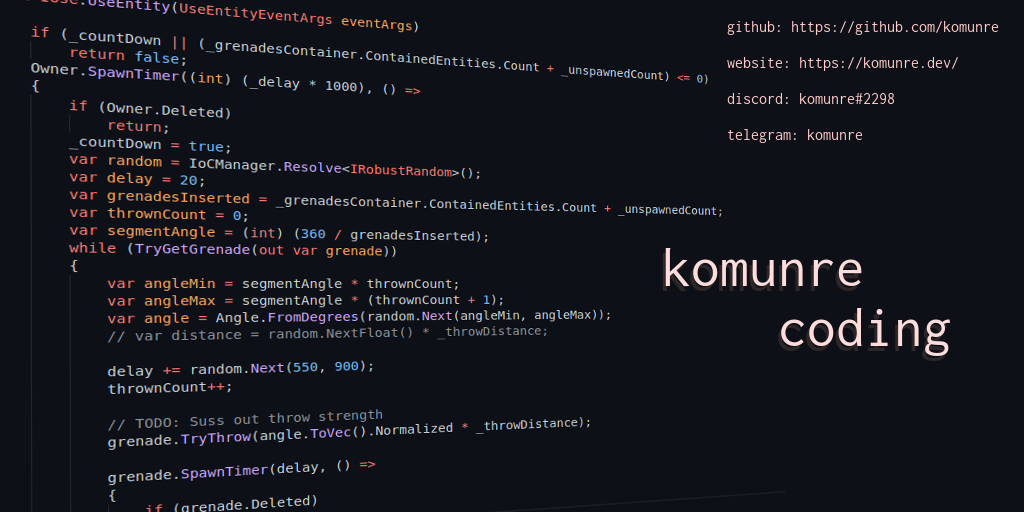 .UseEntity(UseEntityEventArgs eventArgs)
if (_countDown || (_grenadesContainer.ContainedEntities.Count + _unspawnedCount) <= 0)
return false;
Owner.SpawnTimer((int) (_delay * 1000), () =>
{
if (Owner.Deleted)
return;
_countDown = true;
var random = IoCManager.Resolve<IRobustRandom>();
var delay = 20;
var grenadesInserted = _grenadesContainer.ContainedEntities.Count + _unspawnedCount;
var thrownCount = 0;
var segmentAngle = (int) (360 / grenadesInserted);
while (TryGetGrenade(out var grenade))
{
var angleMin = segmentAngle * thrownCount;
var angleMax = segmentAngle * (thrownCount + 1);
var angle = Angle.FromDegrees(random.Next(angleMin, angleMax));
// var distance = random.NextFloat() * _throwDistance;
delay += random.Next(550, 900);
thrownCount++;
// TODO: Suss out throw strength
grenade.TryThrow(angle.ToVec().Normalized * _throwDistance);
grenade.SpawnTimer(delay, () =>
{
if (grenade.Deleted)
github: https://github.com/komunre
website: https://komunre.dev/
discord: komunre#2298
telegram: komunre
komunre
coding